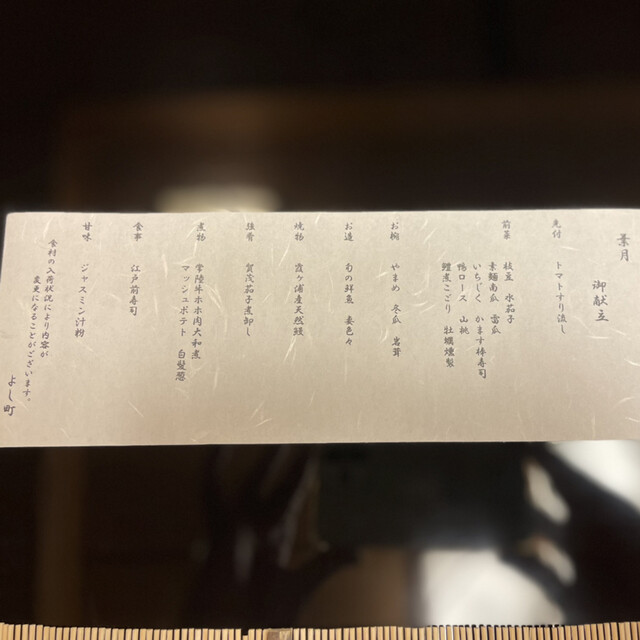 葉月
御献立
先付
トマトすり流し
前菜
枝豆 水茄子
素麺南瓜 雷瓜
いちじく かます棒寿司
鴨ロース 山桃
鱧煮こごり 牡蠣燻製
お椀
やまめ 冬瓜 岩茸
お造
旬の鮮魚 妻色々
焼物
霞ヶ浦産天然鰻
強肴
賀茂茄子煮卸し
煮物
常陸牛ホホ肉大和煮
マッシュポテト 白髪葱
食事
江戸前寿司
甘味
ジャスミン汁粉
食材の入荷状況により内容が
変更になることがございます。
よし町